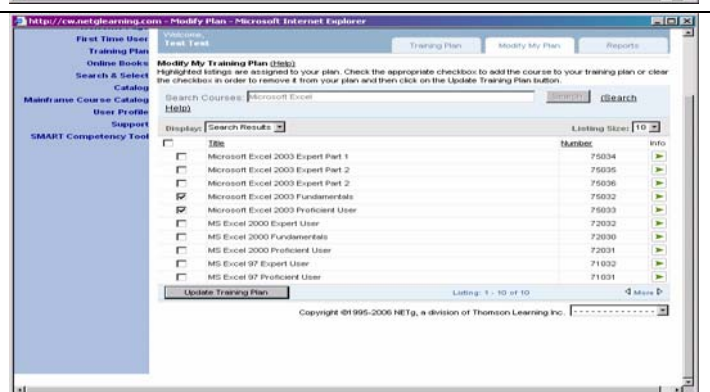 http://cw.netglearning.com - Modify Plan - Microsoft Internet Explorer
First Time User
Training Plan
Online Books
Search & Select
Catalog
Mainframe Course Catalog
User Profile
Support
SMART Competency Tool
Welcome,
Test Test
Training Plan
Modify My Plan
Reports
Modify My Training Plan (Help)
Highlighted listings are assigned to your plan. Check the appropriate checkbox to add the course to your training plan or clear
the checkbox in order to remove it from your plan and then click on the Update Training Plan button.
Search Courses: Microsoft Excel Search (Search
Help)
Display: Search Results Listing Size: 10
Title Number Info
Microsoft Excel 2003 Expert Part 1 75034
Microsoft Excel 2003 Expert Part 2 75035
Microsoft Excel 2003 Expert Part 2 75036
Microsoft Excel 2003 Fundamentals 75032
Microsoft Excel 2003 Proficient User 75033
MS Excel 2000 Expert User 72032
MS Excel 2000 Fundamentals 72030
MS Excel 2000 Proficient User 72031
MS Excel 97 Expert User 71032
MS Excel 97 Proficient User 71031
Update Training Plan Listing: 1 - 10 of 10 More
Copyright ©1995-2006 NETg, a division of Thomson Learning Inc. - - - - - - - - - - - - - -